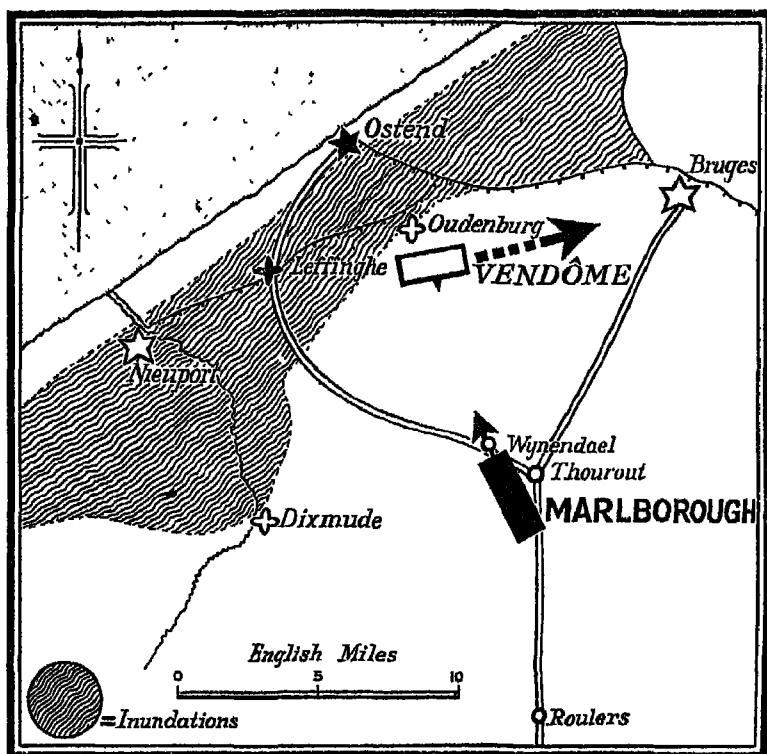 Ostend
Bruges
Oudenburg
Leffinghe
VENDÔME
Nieuport
Wynendael
Thourout
MARLBOROUGH
Dixmude
English Miles
0 5 10
=Inundations
Roulers